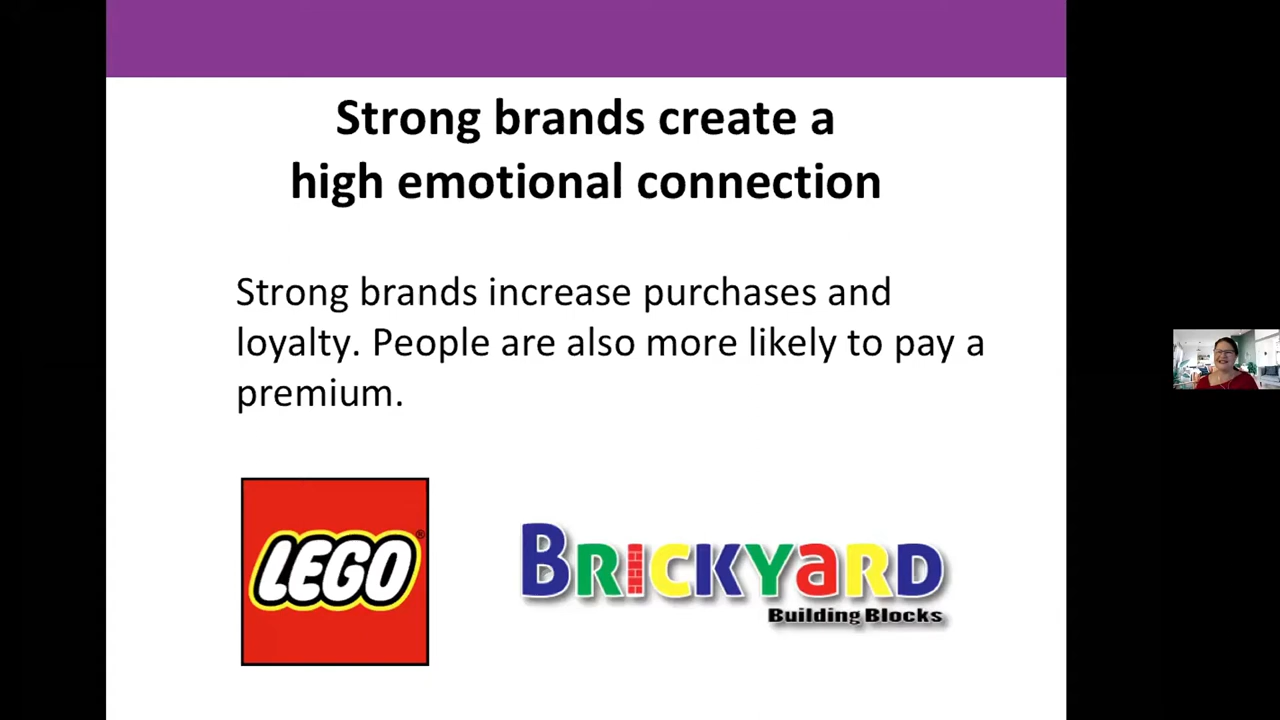 Strong brands create a
high emotional connection
Strong brands increase purchases and
loyalty. People are also more likely to pay a
premium.
LEGO®
BRICKYARD
Building Blocks